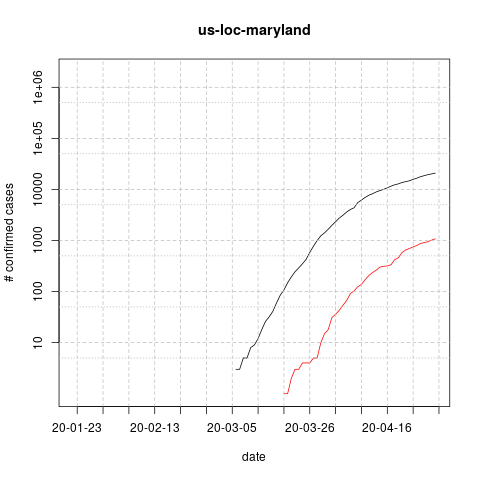 us-loc-maryland
1e+06
1e+05
10000
1000
100
10
# confirmed cases
20-01-23 20-02-13 20-03-05 20-03-26 20-04-16
date